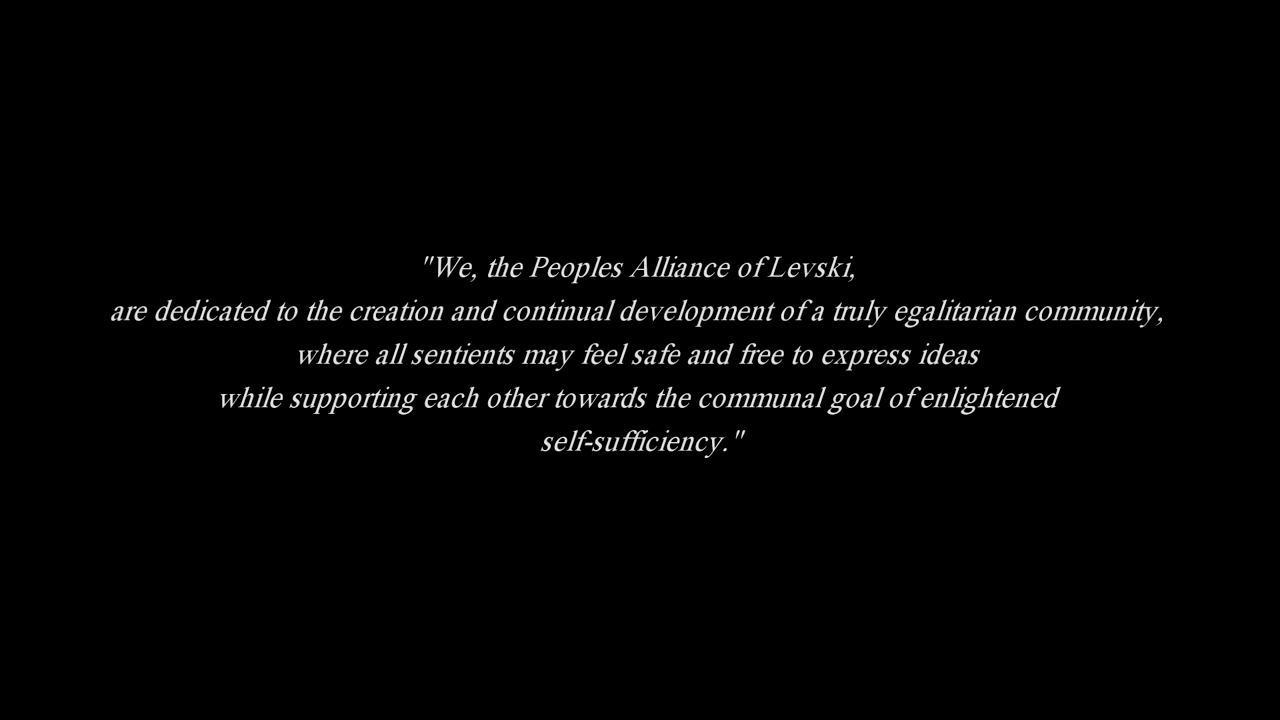 "We, the Peoples Alliance of Levski,
are dedicated to the creation and continual development of a truly egalitarian community,
where all sentients may feel safe and free to express ideas
while supporting each other towards the communal goal of enlightened
self-sufficiency."